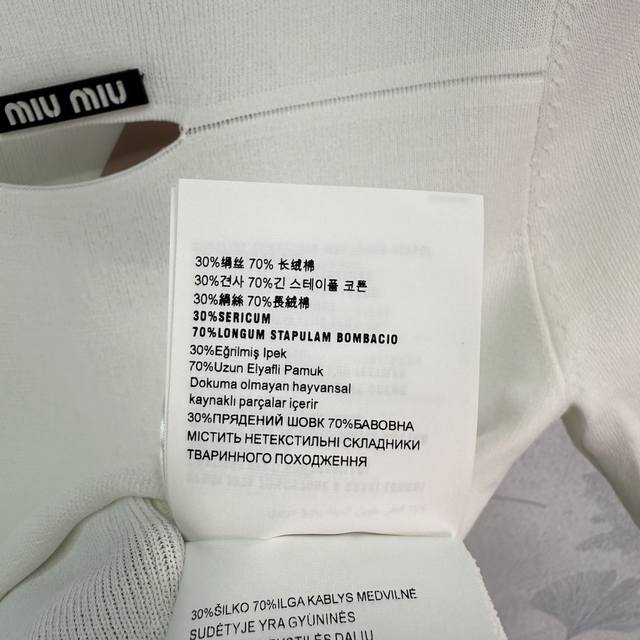 MIU MIU
30%绢丝 70% 长绒棉
30%견사 70%긴 스테이플 코튼
30%絹絲 70%長絨棉
30%SERICUM
70%LONGUM STAPULAM BOMBACIO
30%Eğrilmiş Ipek
70%Uzun Elyafli Pamuk
Dokuma olmayan hayvansal
kaynaklı parçalar içerir
30%ПРЯДЕНИЙ ШОВК 70%БАВОВНА
МІСТИТЬ НЕТЕКСТИЛЬНІ СКЛАДНИКИ
ТВАРИННОГО ПОХОДЖЕННЯ
30%ŠILKO 70%ILGA KABLYS MEDVILNĖ
SUDĖTYJE YRA GYŪNINĖS